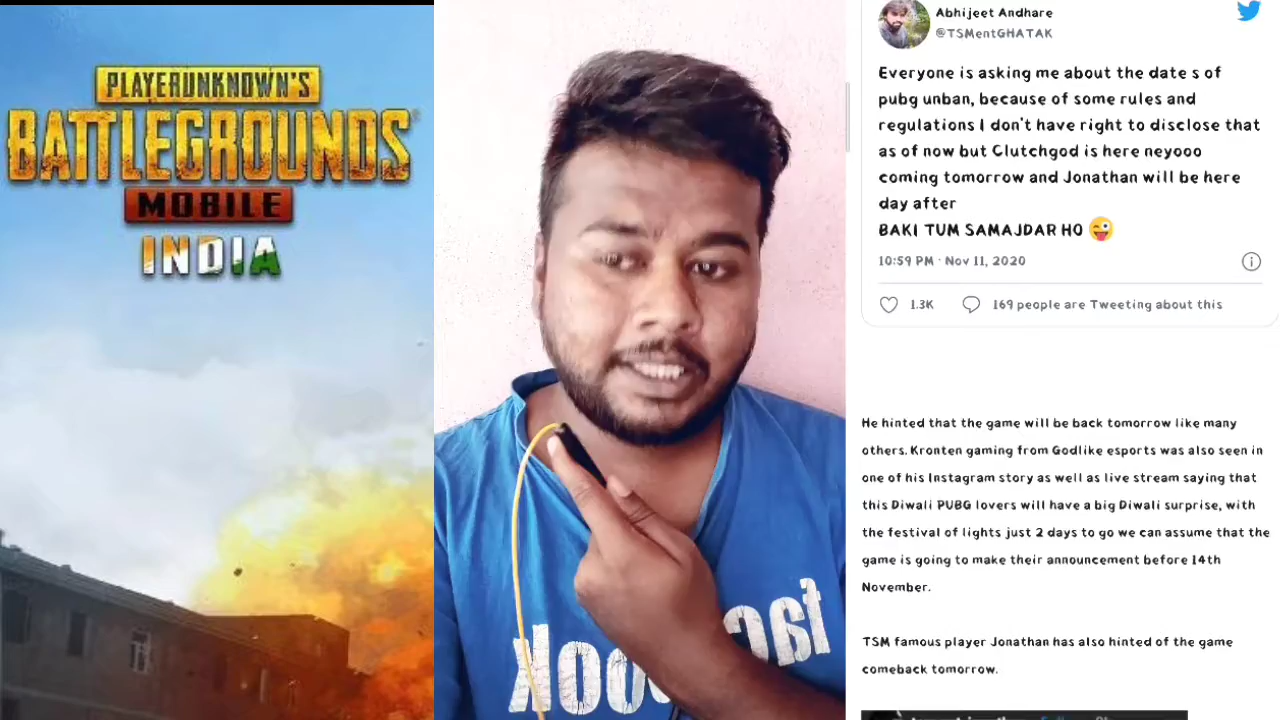 PLAYERUNKNOWN'S
BATTLEGROUNDS
MOBILE
INDIA
Abhijeet Andhare
@TSMentGHATAK
Everyone is asking me about the date s of
pubg unban, because of some rules and
regulations I don't have right to disclose that
as of now but Clutchgod is here neyooo
coming tomorrow and Jonathan will be here
day after
BAKI TUM SAMAJDAR HO 😜
10:59 PM · Nov 11, 2020
1.3K 169 people are Tweeting about this
He hinted that the game will be back tomorrow like many
others. Kronten gaming from Godlike esports was also seen in
one of his Instagram story as well as live stream saying that
this Diwali PUBG lovers will have a big Diwali surprise, with
the festival of lights just 2 days to go we can assume that the
game is going to make their announcement before 14th
November.
TSM famous player Jonathan has also hinted of the game
comeback tomorrow.